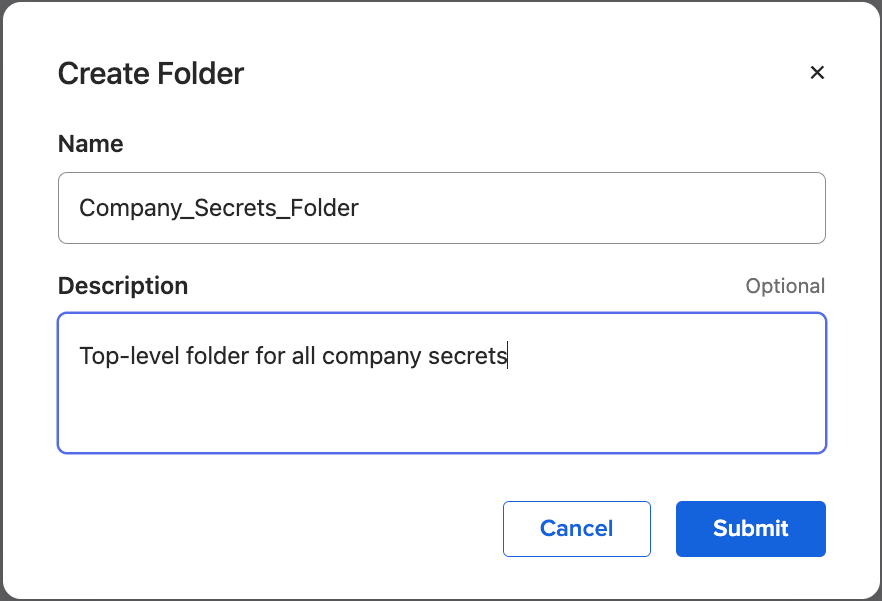 Create Folder
Name
Company_Secrets_Folder
Description Optional
Top-level folder for all company secrets
Cancel Submit